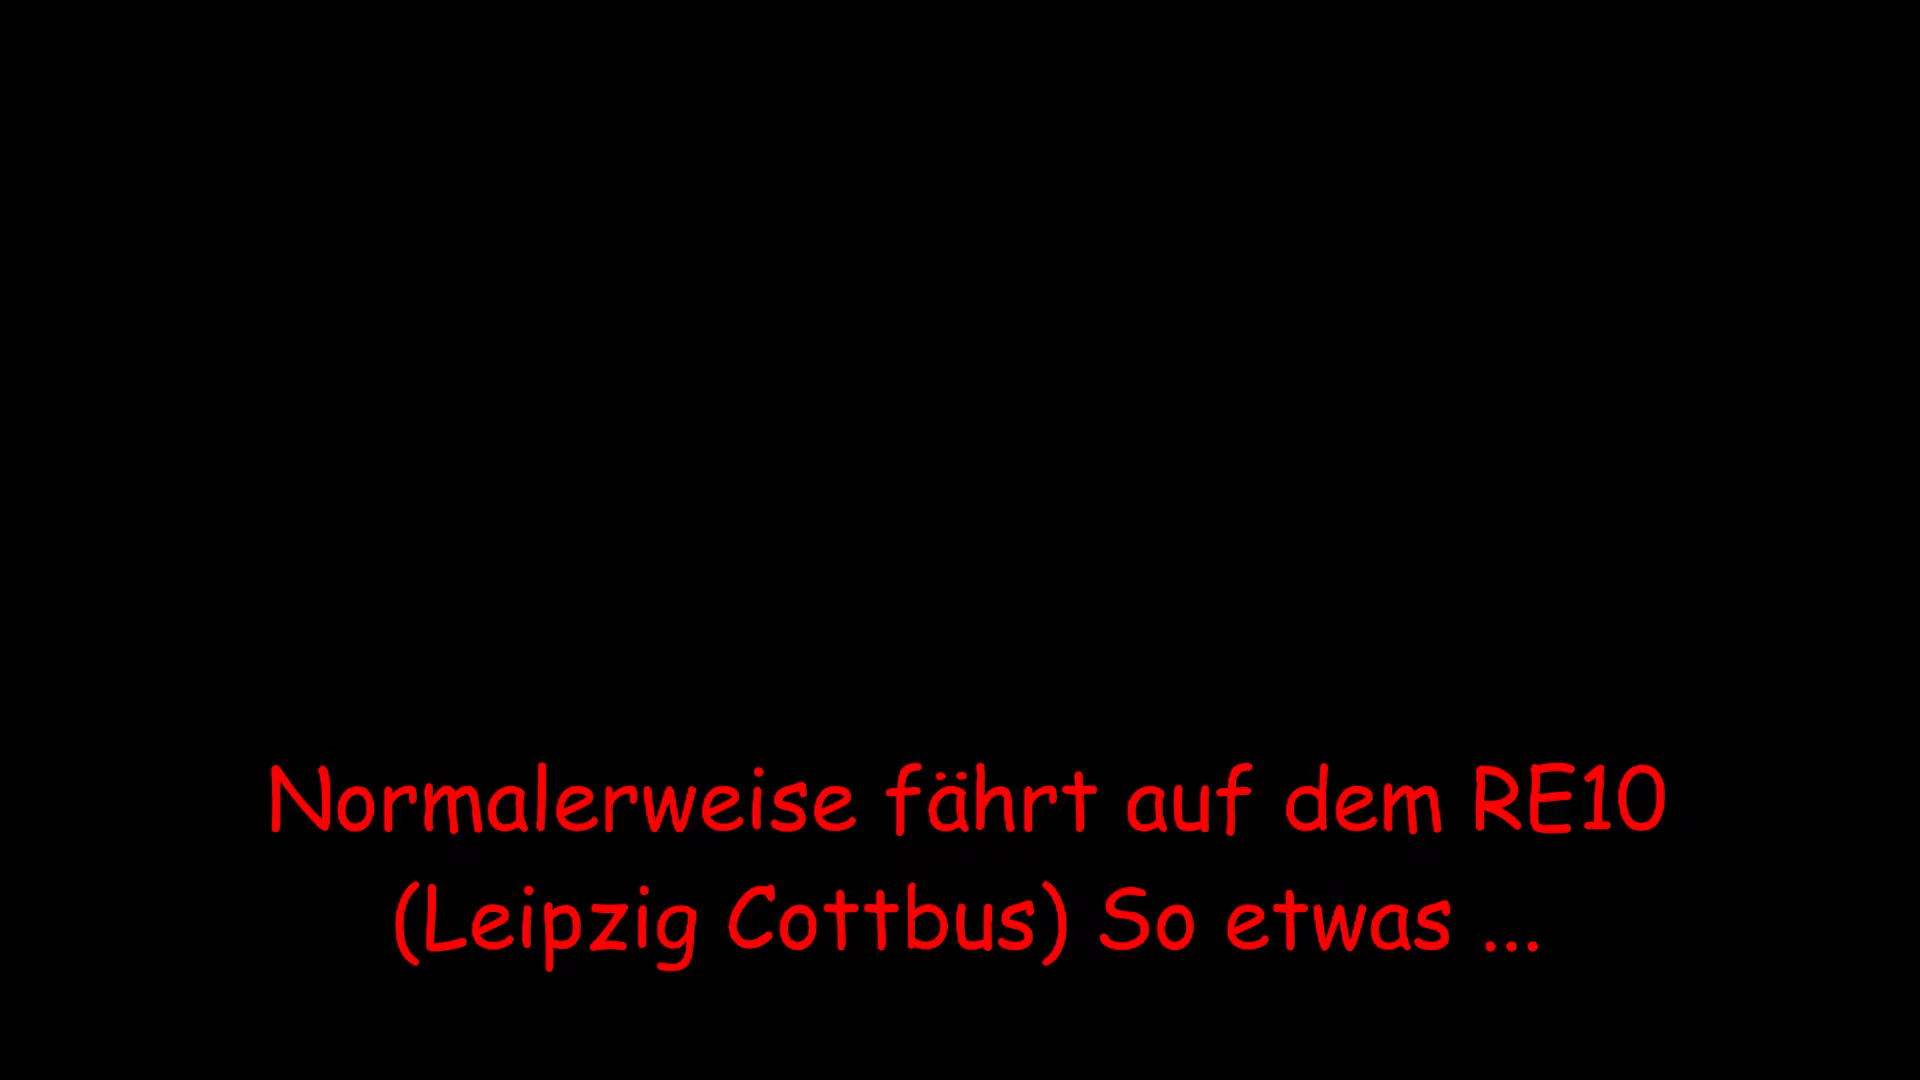 Normalerweise fährt auf dem RE10
(Leipzig Cottbus) So etwas ...